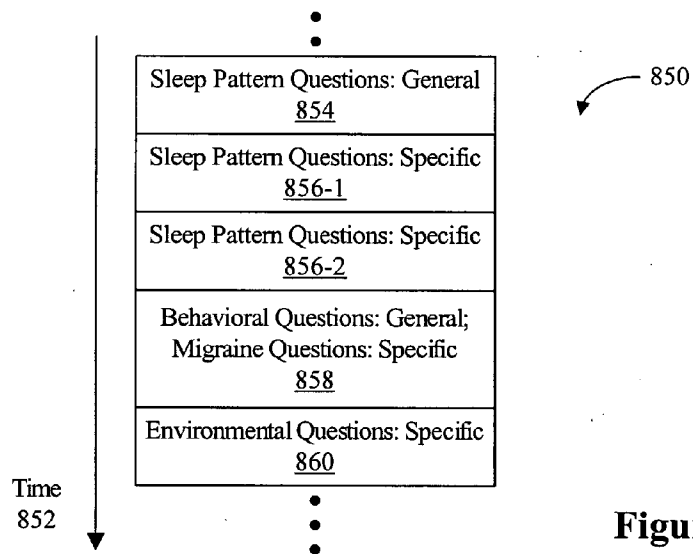 Sleep Pattern Questions: General
854
850
Sleep Pattern Questions: Specific
856-1
Sleep Pattern Questions: Specific
856-2
Behavioral Questions: General;
Migraine Questions: Specific
858
Environmental Questions: Specific
860
Time
852